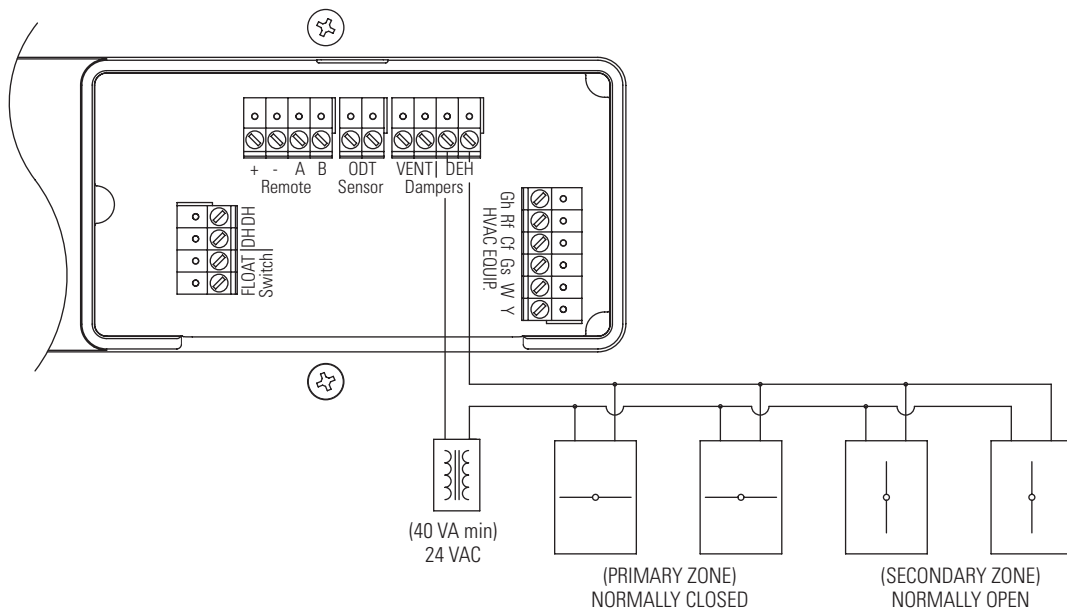 + - A B
Remote
ODT
Sensor
VENT DEH
Dampers
DH DH
FLOAT
Switch
Gh Rf Cf Gs W Y
HVAC EQUIP.
(40 VA min)
24 VAC
(PRIMARY ZONE)
NORMALLY CLOSED
(SECONDARY ZONE)
NORMALLY OPEN